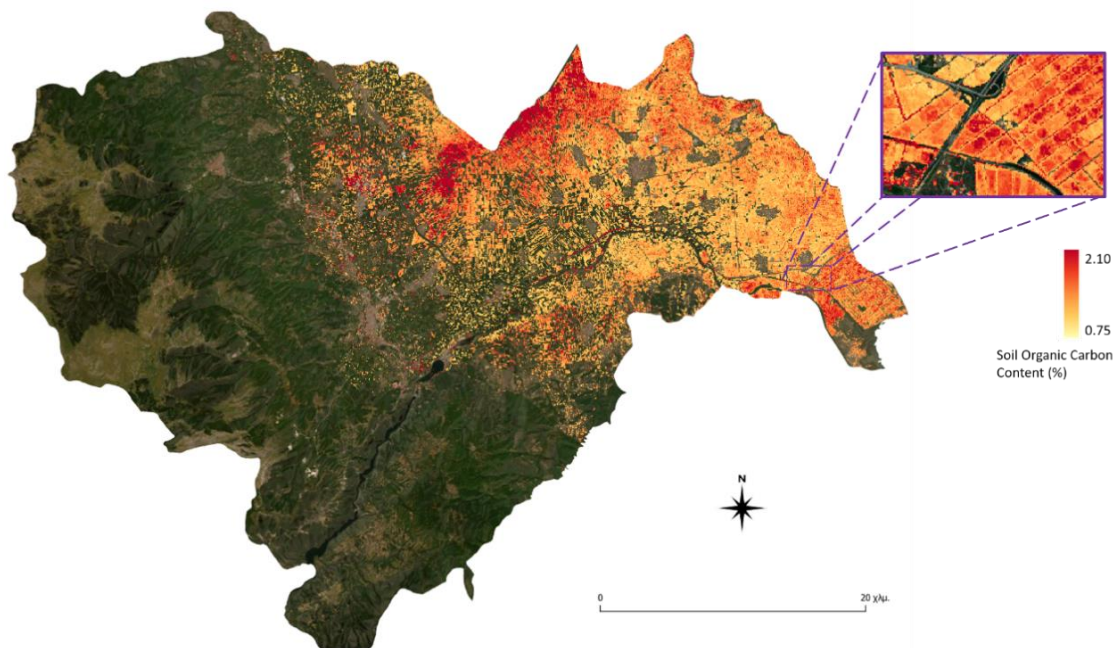 2.10
0.75
Soil Organic Carbon
Content (%)
N
0
20 χλμ.